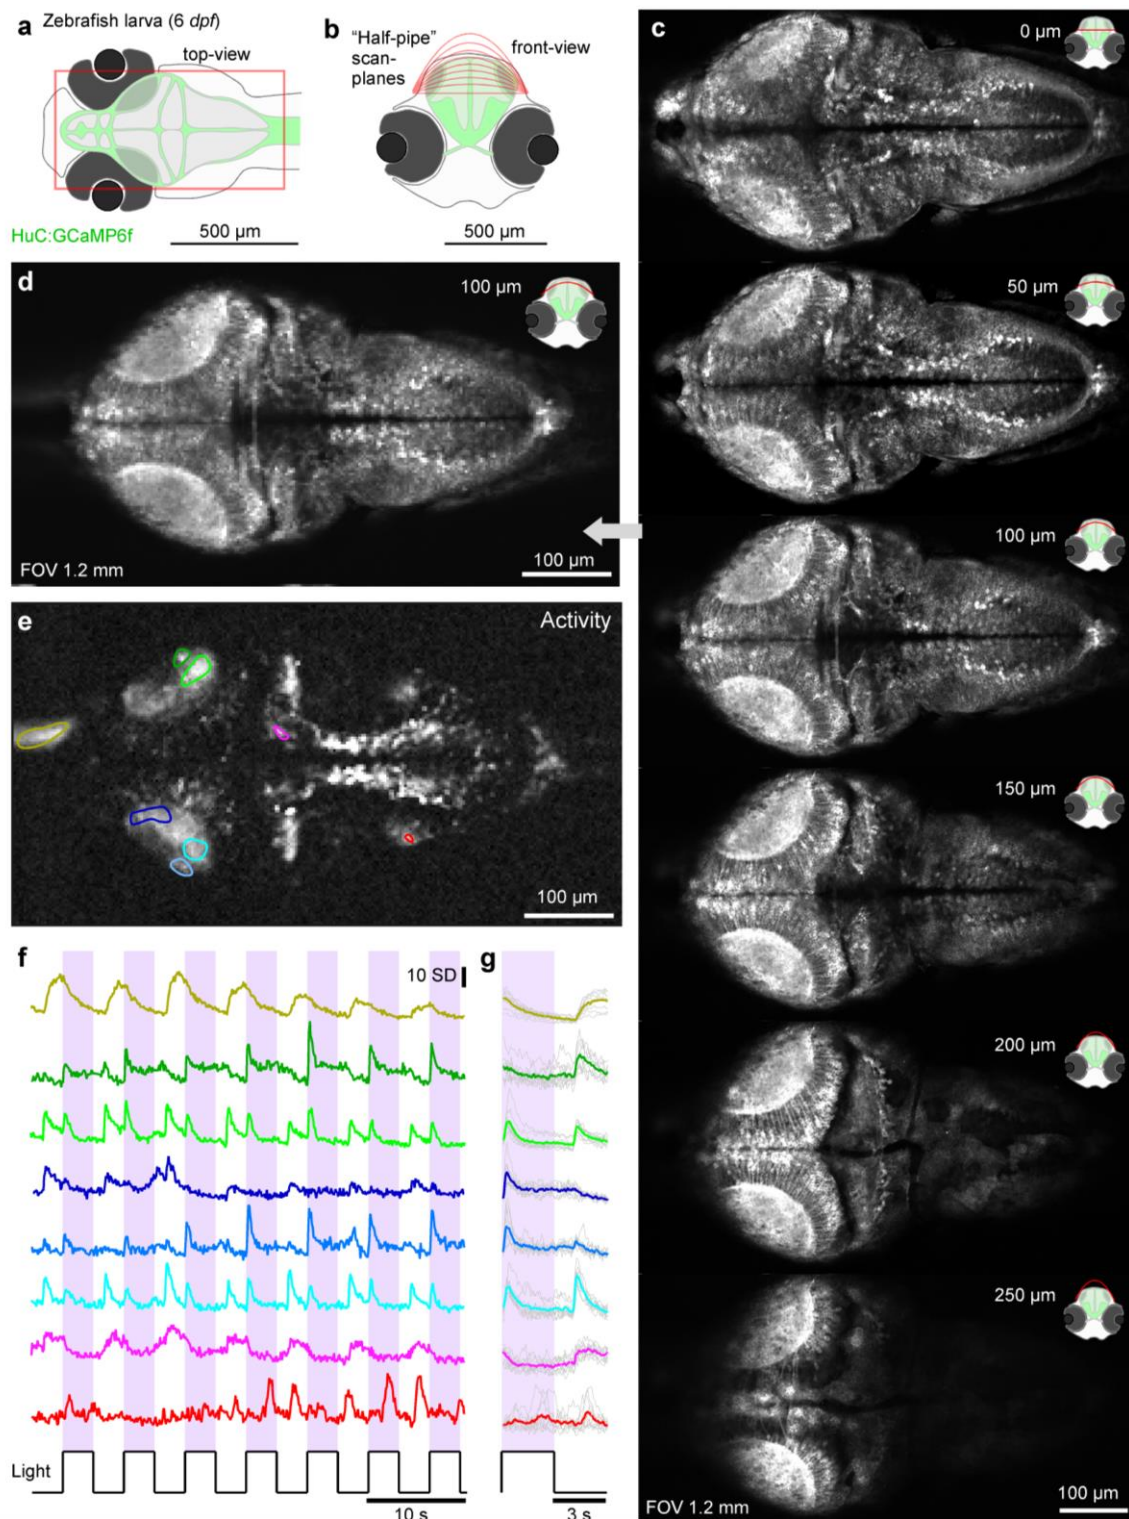 a Zebrafish larva (6 dpf)
top-view
HuC:GCaMP6f
500 µm
b "Half-pipe"
scan-
planes
front-view
500 µm
c
0 µm
50 µm
100 µm
150 µm
200 µm
250 µm
FOV 1.2 mm
100 µm
d
100 µm
FOV 1.2 mm
100 µm
e
Activity
100 µm
f
10 SD
Light
10 s
g
3 s